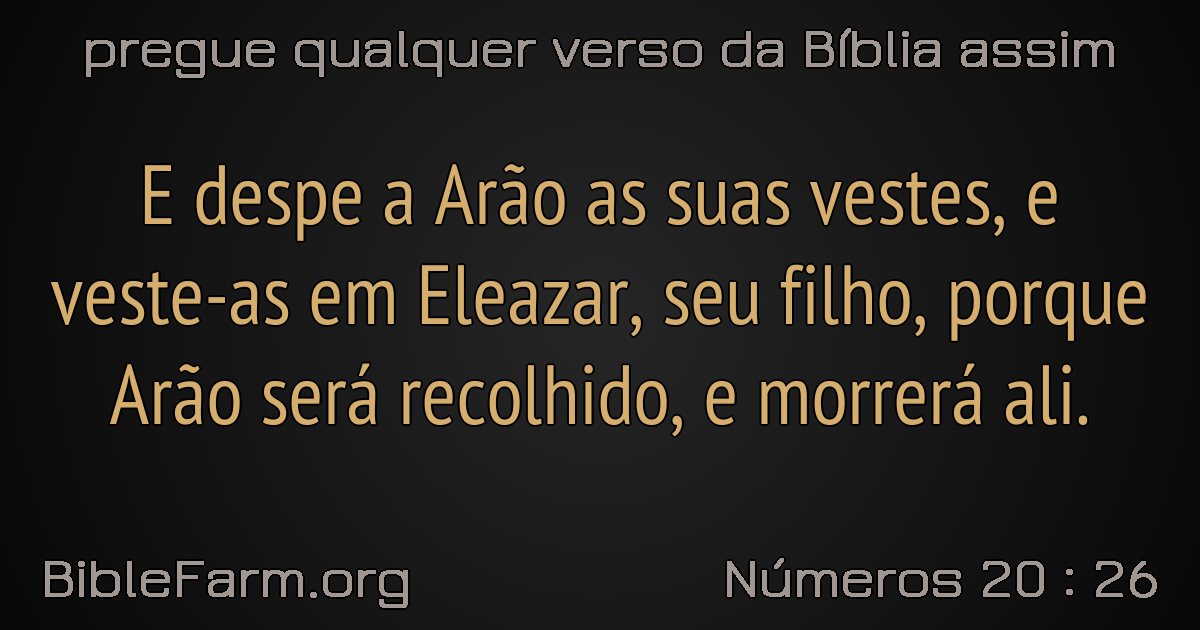 pregue qualquer verso da Bíblia assim
E despe a Arão as suas vestes, e
veste-as em Eleazar, seu filho, porque
Arão será recolhido, e morrerá ali.
BibleFarm.org
Números 20 : 26